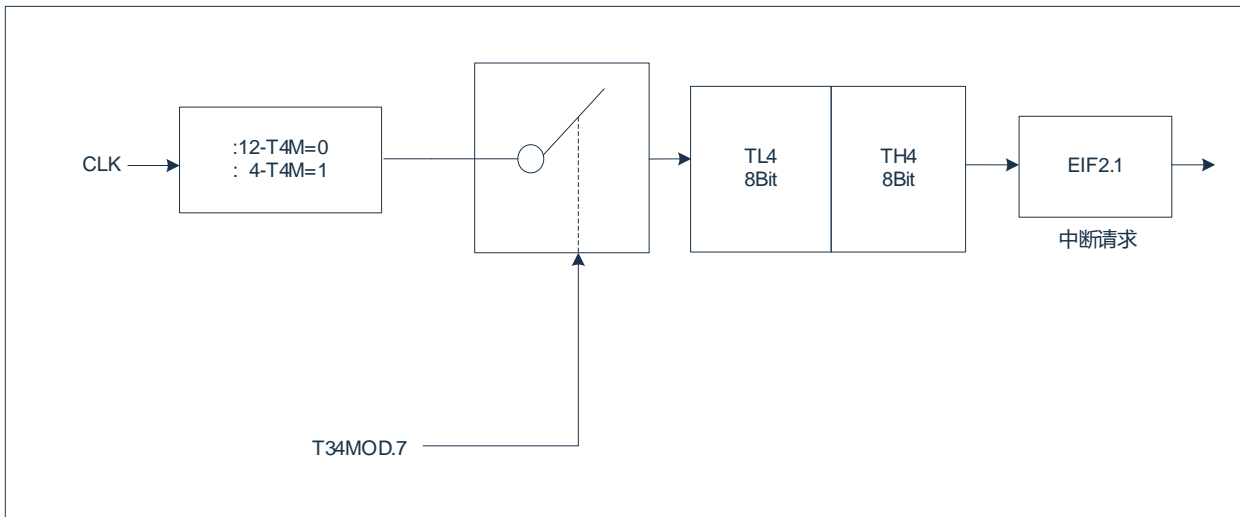 :12-T4M=0
: 4-T4M=1
CLK
TL4
8Bit
TH4
8Bit
EIF2.1
中断请求
T34MOD.7